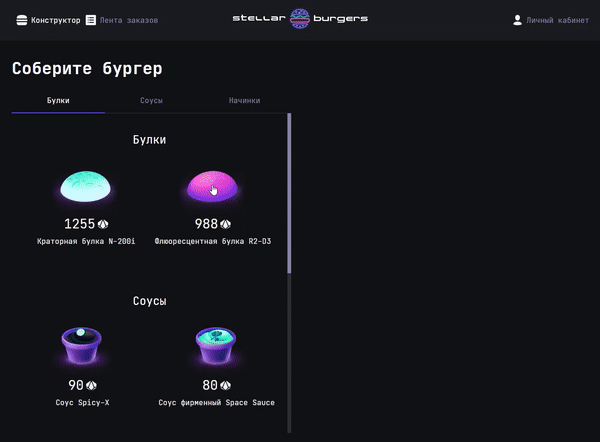 Конструктор Лента заказов stellar burgers Личный кабинет
Соберите бургер
Булки Соусы Начинки
Булки
1255 988
Краторная булка N-200i Флюоресцентная булка R2-D3
Соусы
90 80
Соус Spicy-X Соус фирменный Space Sauce